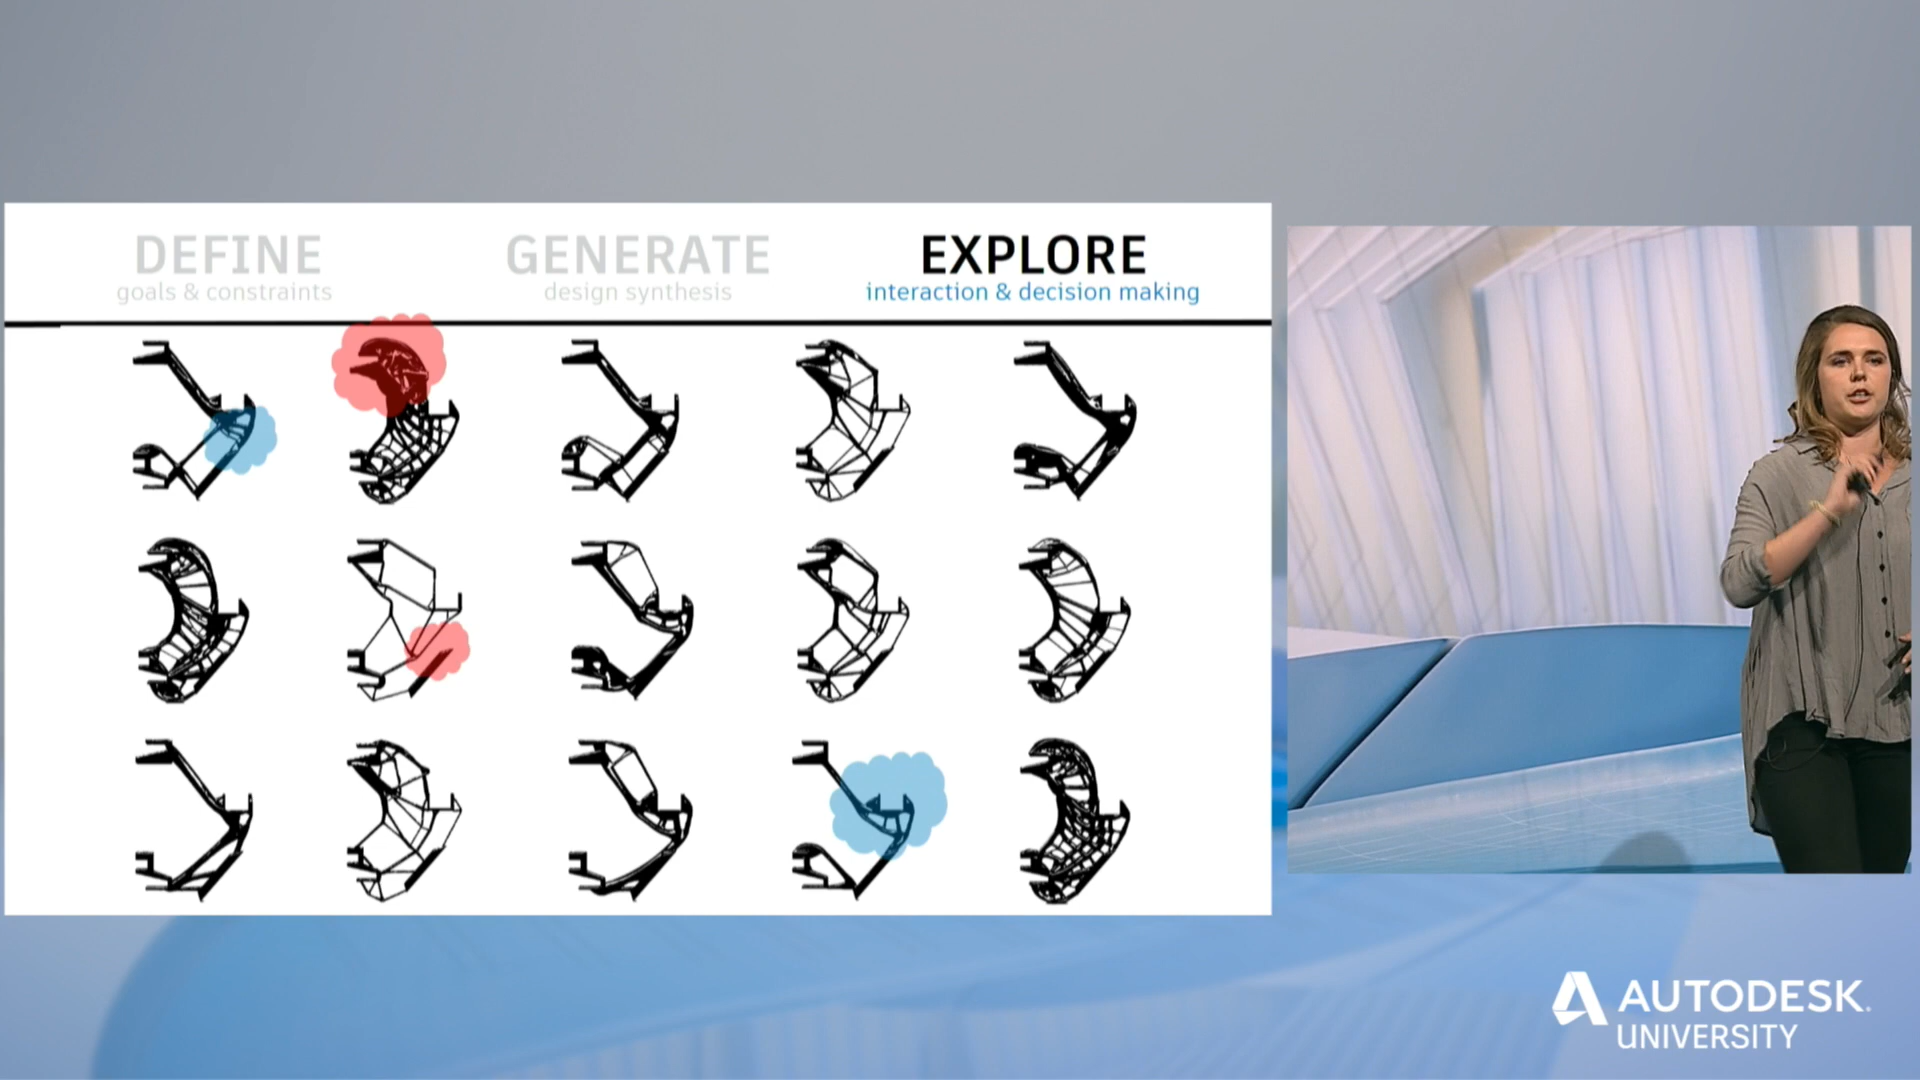 DEFINE
goals & constraints
GENERATE
design synthesis
EXPLORE
interaction & decision making
AUTODESK.
UNIVERSITY